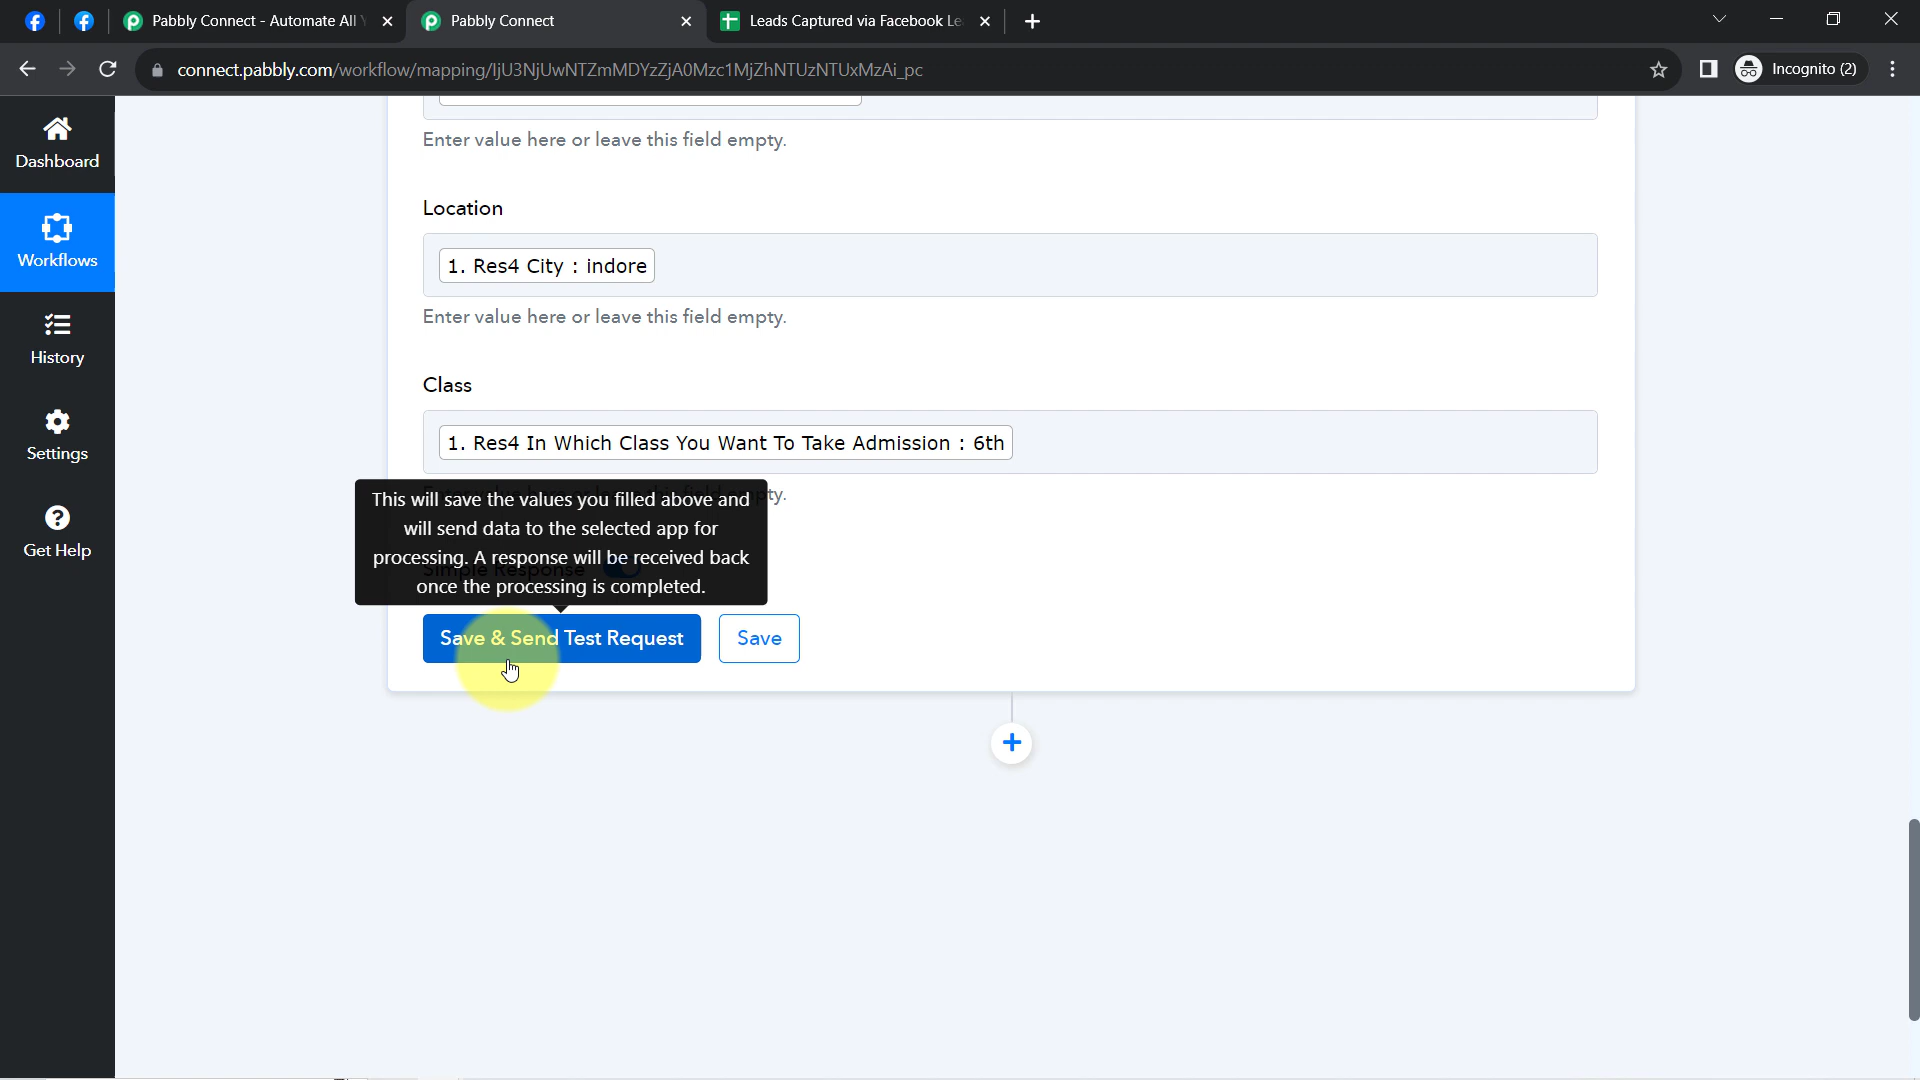 Pabbly Connect - Automate All
Pabbly Connect
Leads Captured via Facebook Le
connect.pabbly.com/workflow/mapping/IjU3NjUwNTZmMDYzZjA0Mzc1MjZhNTUzNTUxMzAi_pc
Incognito (2)
Dashboard
Workflows
History
Settings
Get Help
Enter value here or leave this field empty.
Location
1. Res4 City : indore
Enter value here or leave this field empty.
Class
1. Res4 In Which Class You Want To Take Admission : 6th
This will save the values you filled above and
will send data to the selected app for
processing. A response will be received back
once the processing is completed.
Simple Response
Save & Send Test Request
Save